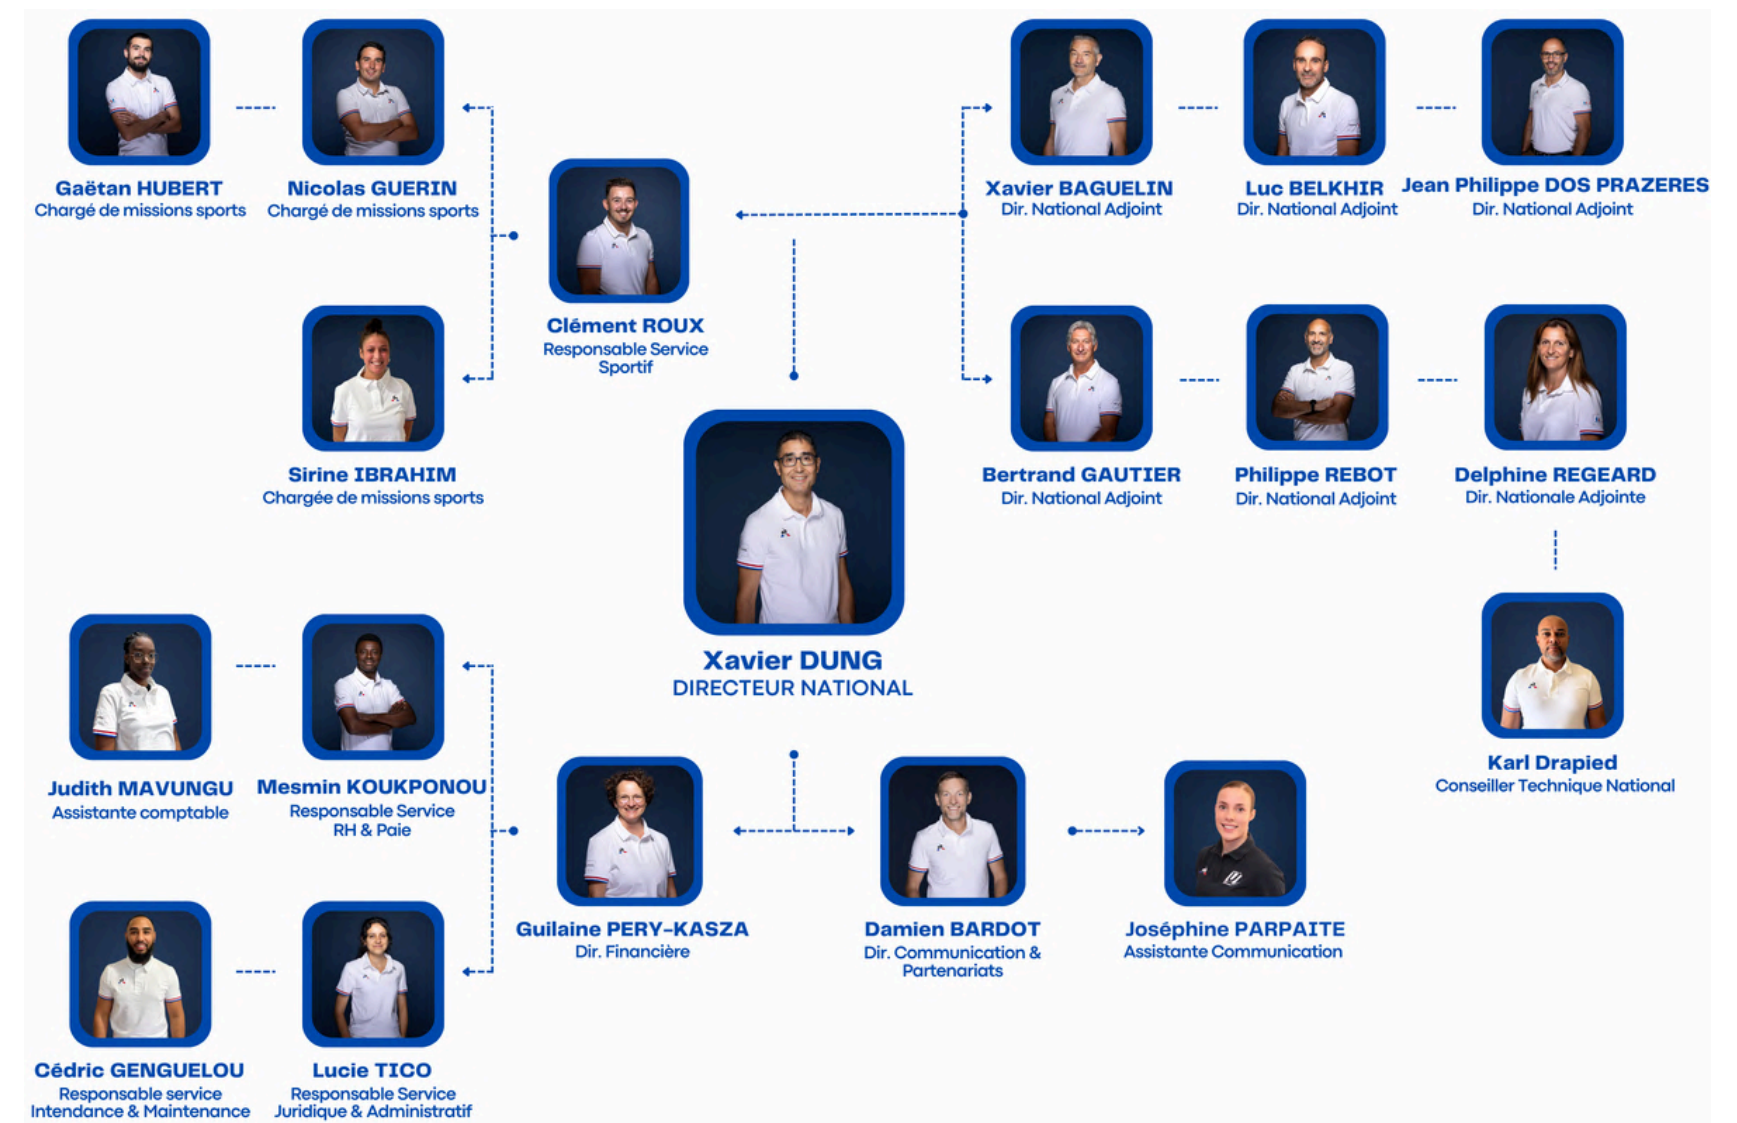 Gaëtan HUBERT
Chargé de missions sports
Nicolas GUERIN
Chargé de missions sports
Clément ROUX
Responsable Service
Sportif
Xavier BAGUELIN
Dir. National Adjoint
Luc BELKHIR
Dir. National Adjoint
Jean Philippe DOS PRAZERES
Dir. National Adjoint
Sirine IBRAHIM
Chargée de missions sports
Bertrand GAUTIER
Dir. National Adjoint
Philippe REBOT
Dir. National Adjoint
Delphine REGEARD
Dir. Nationale Adjointe
Xavier DUNG
DIRECTEUR NATIONAL
Karl Drapied
Conseiller Technique National
Judith MAVUNGU
Assistante comptable
Mesmin KOUKPONOU
Responsable Service
RH & Paie
Guilaine PERY-KASZA
Dir. Financière
Damien BARDOT
Dir. Communication &
Partenariats
Joséphine PARPAITE
Assistante Communication
Cédric GENGUELOU
Responsable service
Intendance & Maintenance
Lucie TICO
Responsable Service
Juridique & Administratif